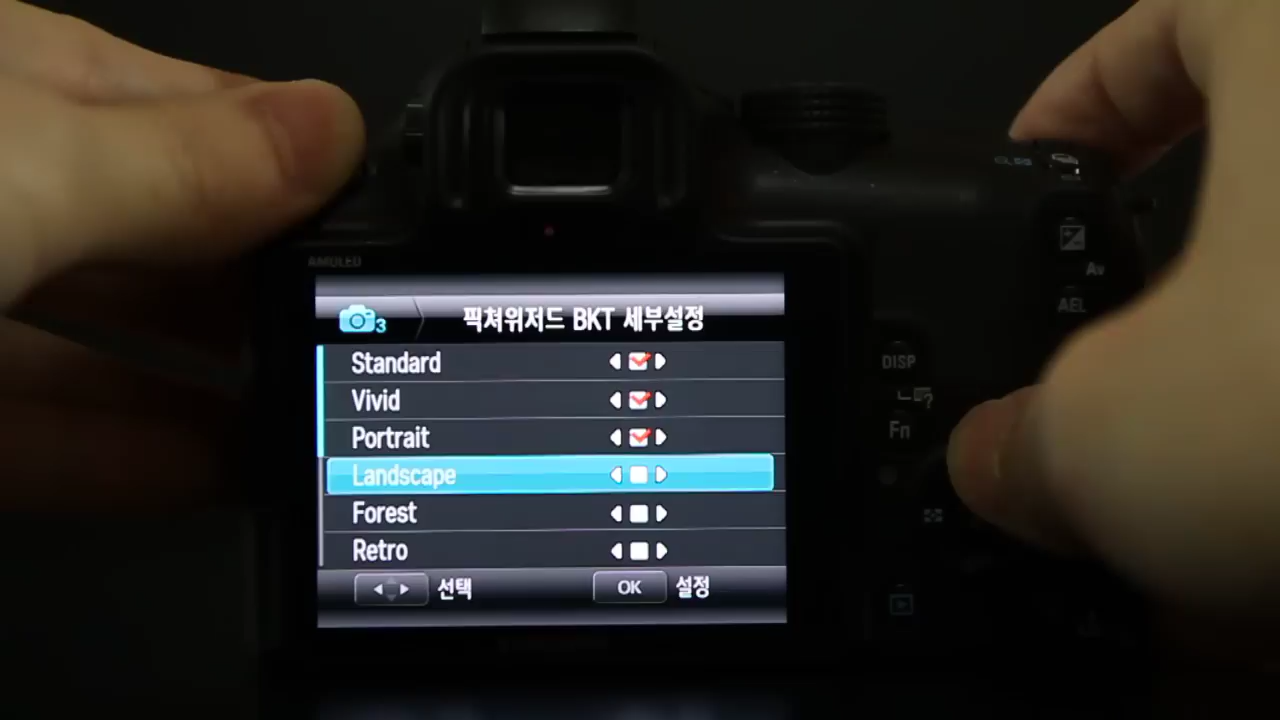 AMOLED
3 픽쳐위저드 BKT 세부설정
Standard
Vivid
Portrait
Landscape
Forest
Retro
선택 OK 설정
Av
AEL
DISP
Fn